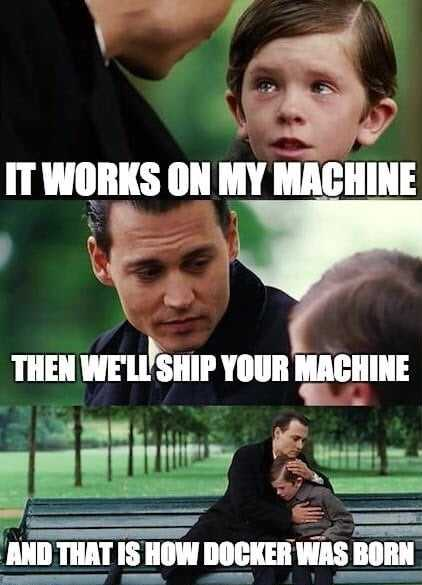 IT WORKS ON MY MACHINE
THEN WE'LL SHIP YOUR MACHINE
AND THAT IS HOW DOCKER WAS BORN